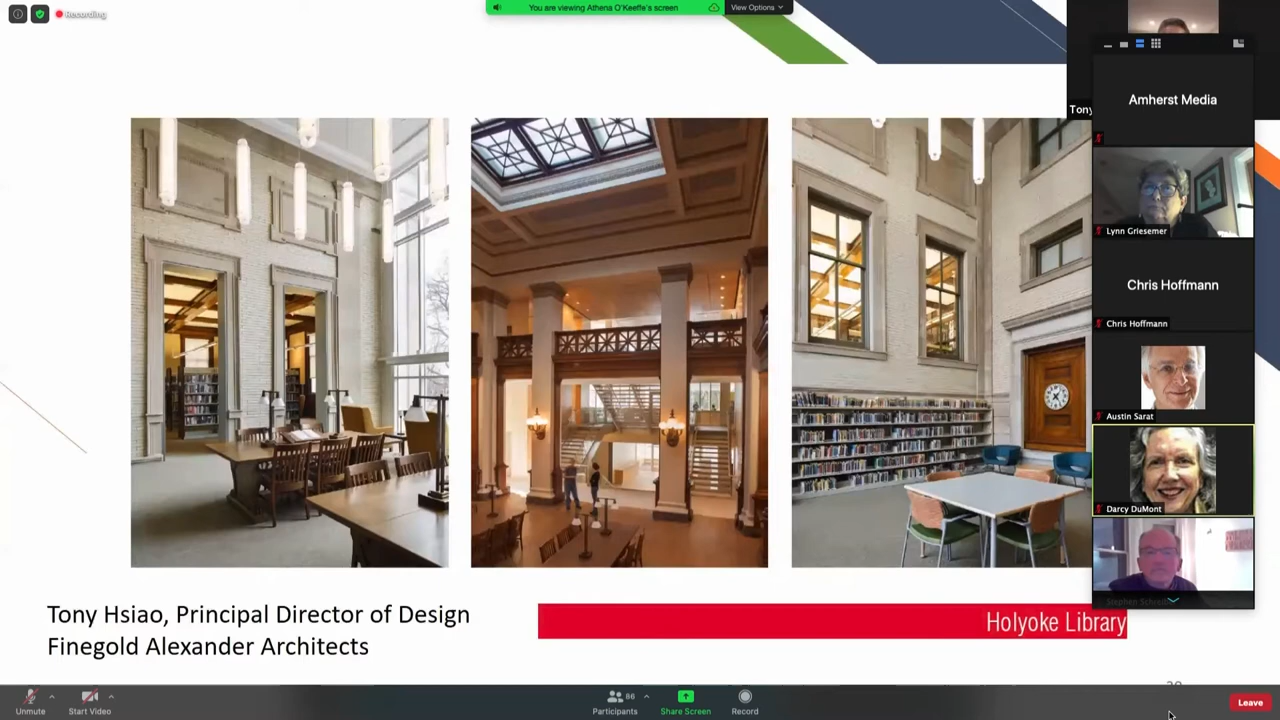 Recording
You are viewing Athena O'Keefe's screen
View Options
Tony
Amherst Media
Lynn Griesemer
Chris Hoffmann
Chris Hoffmann
Austin Sarat
Darcy DuMont
Stephen
Tony Hsiao, Principal Director of Design
Finegold Alexander Architects
Holyoke Library
Unmute
Start Video
86
Participants
Share Screen
Record
Leave